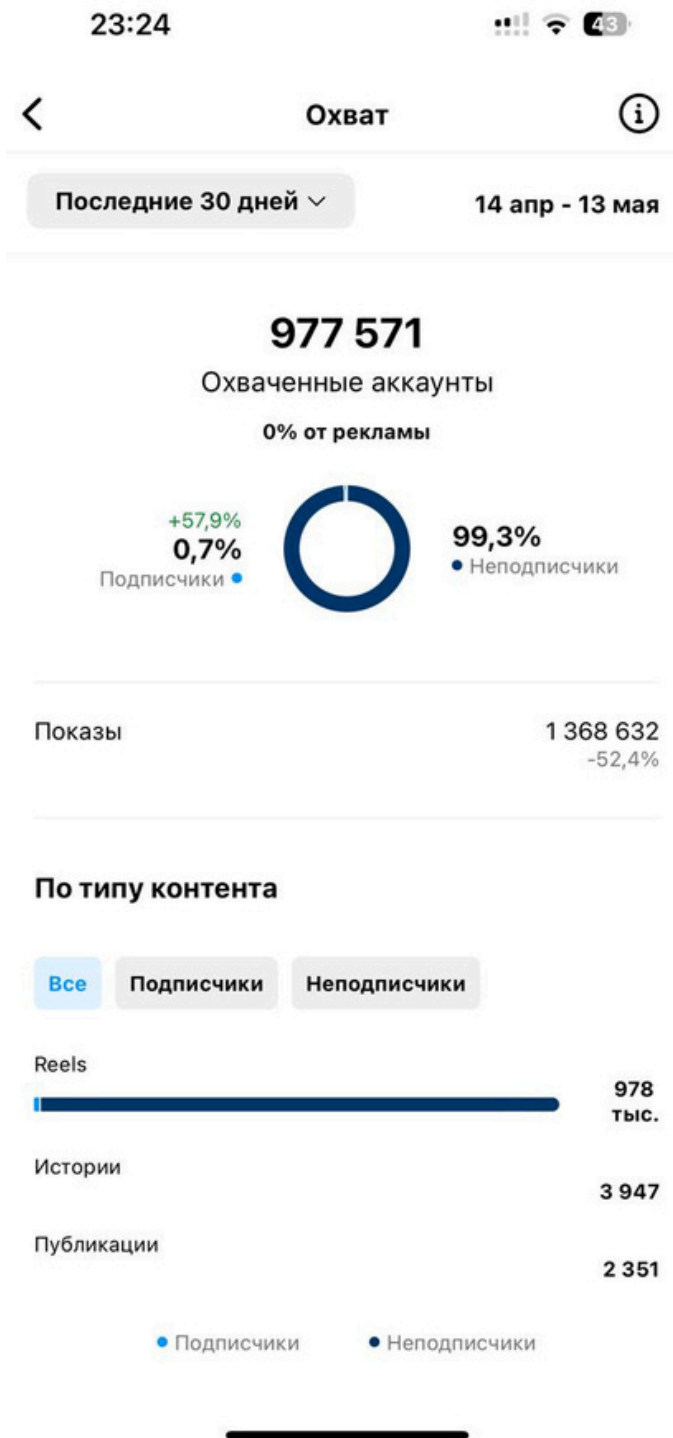 23:24
43
Охват
Последние 30 дней
14 апр - 13 мая
977 571
Охваченные аккаунты
0% от рекламы
+57,9%
0,7%
Подписчики
99,3%
Неподписчики
Показы
1 368 632
-52,4%
По типу контента
Все
Подписчики
Неподписчики
Reels
978
тыс.
Истории
3 947
Публикации
2 351
Подписчики
Неподписчики